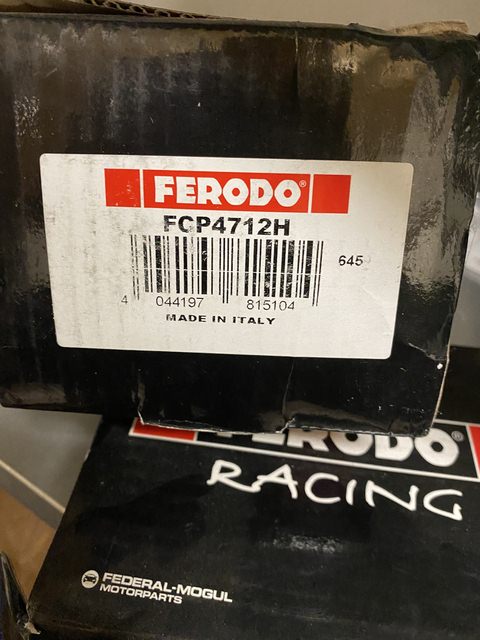 FERODO®
FCP4712H
645
4 044197 815104
MADE IN ITALY
FERODO®
RACING
FEDERAL-MOGUL
MOTORPARTS